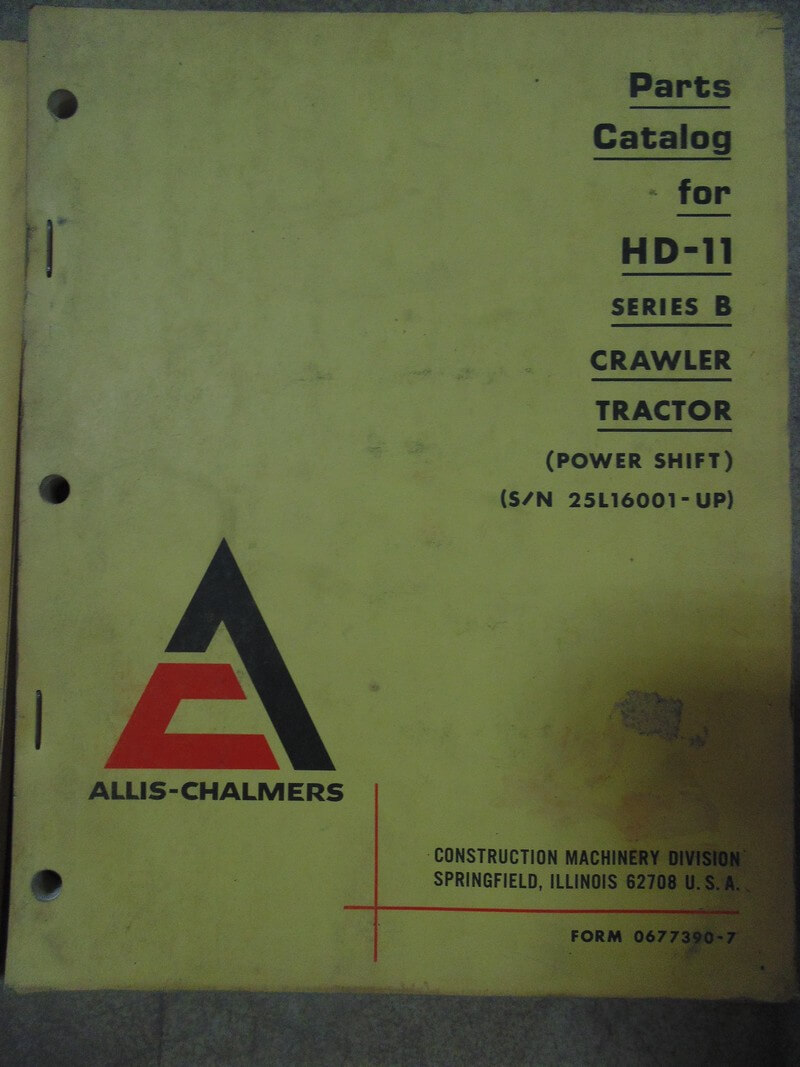 Parts
Catalog
for
HD-11
SERIES B
CRAWLER
TRACTOR
(POWER SHIFT)
(S/N 25L16001-UP)
ALLIS-CHALMERS
CONSTRUCTION MACHINERY DIVISION
SPRINGFIELD, ILLINOIS 62708 U.S.A.
FORM 0677390-7